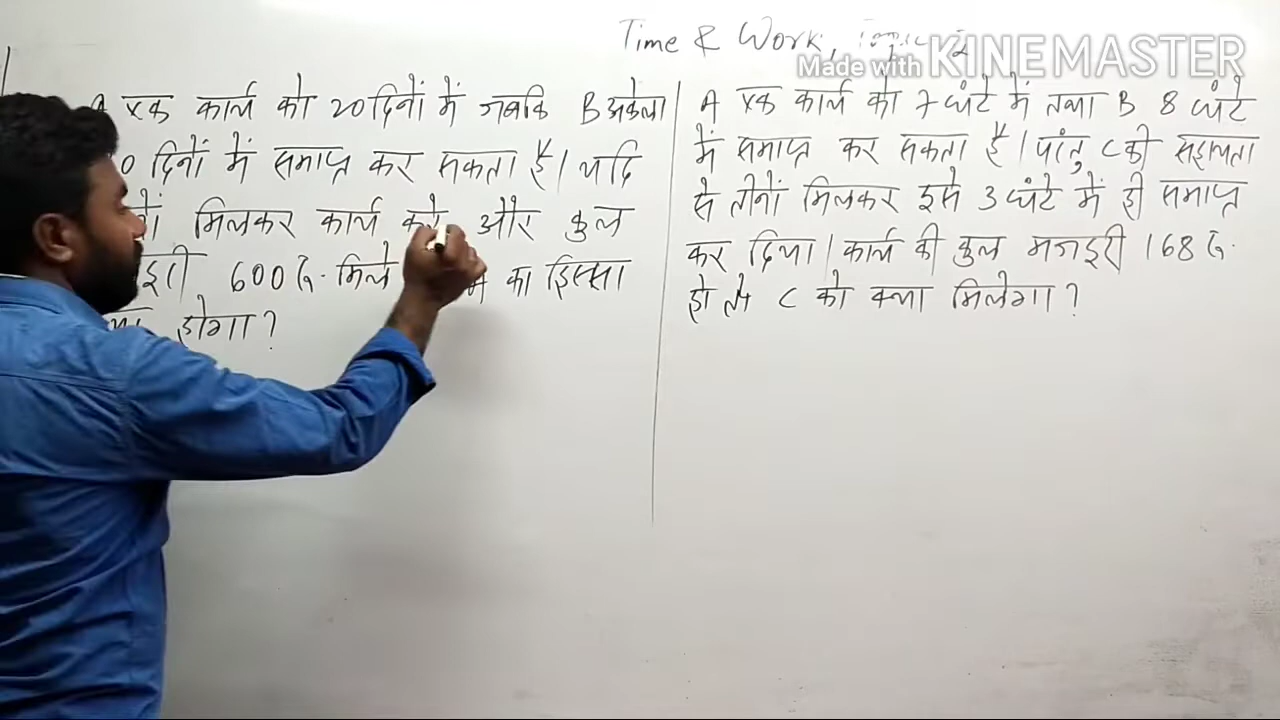 Time & Work,
Made with KINEMASTER
एक कार्य को 20 दिनों में जबकि B अकेला
0 दिनों में समाप्त कर सकता है। यदि
मिलकर कार्य करे और कुल
600 रु. मिले का हिस्सा
होगा?
A एक कार्य को 7 घंटे में तथा B 8 घंटे
में समाप्त कर सकता है। परंतु C की सहायता
से तीनों मिलकर इसे 3 घंटे में ही समाप्त
कर दिया। कार्य की कुल मजदूरी 168 रु.
हो तो C को क्या मिलेगा?